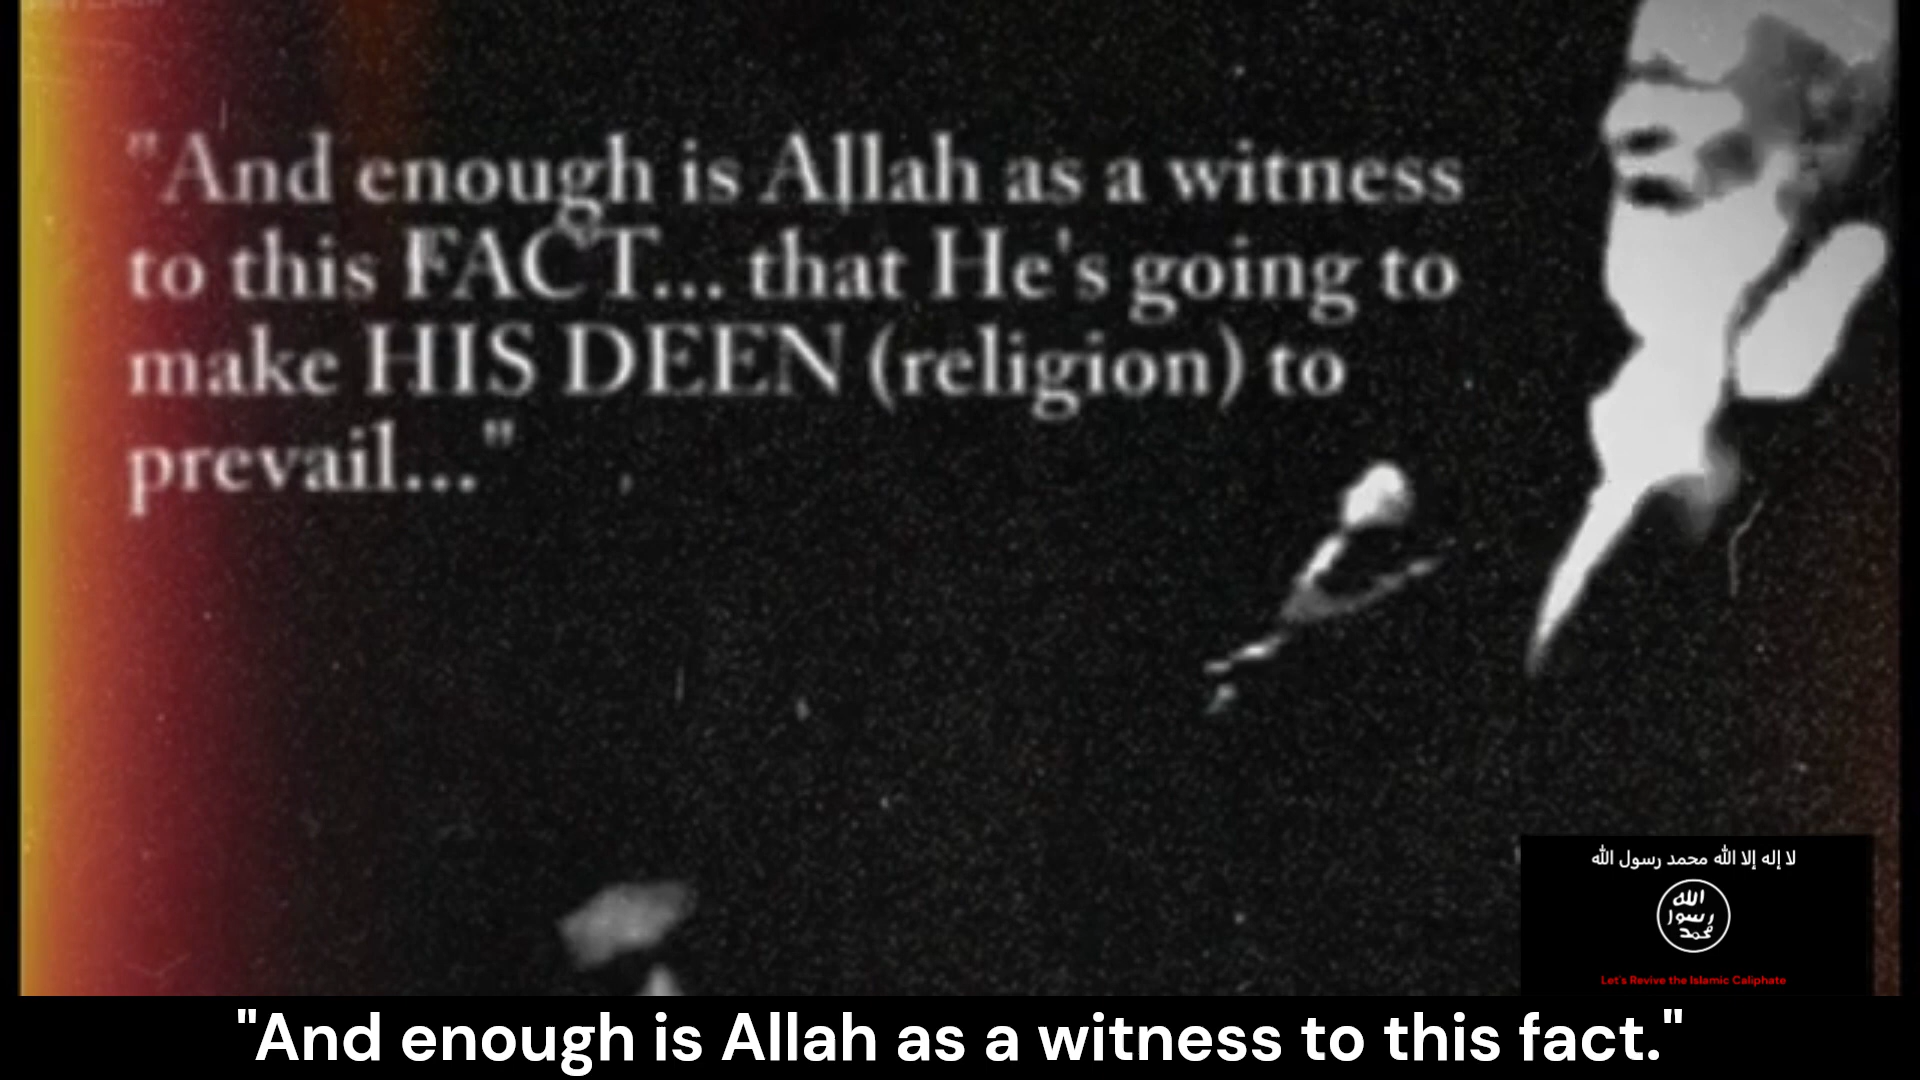 "And enough is Allah as a witness
to this FACT... that He's going to
make HIS DEEN (religion) to
prevail..."
لا إله إلا الله محمد رسول الله
الله
رسول
محمد
Let's Revive the Islamic Caliphate
"And enough is Allah as a witness to this fact."